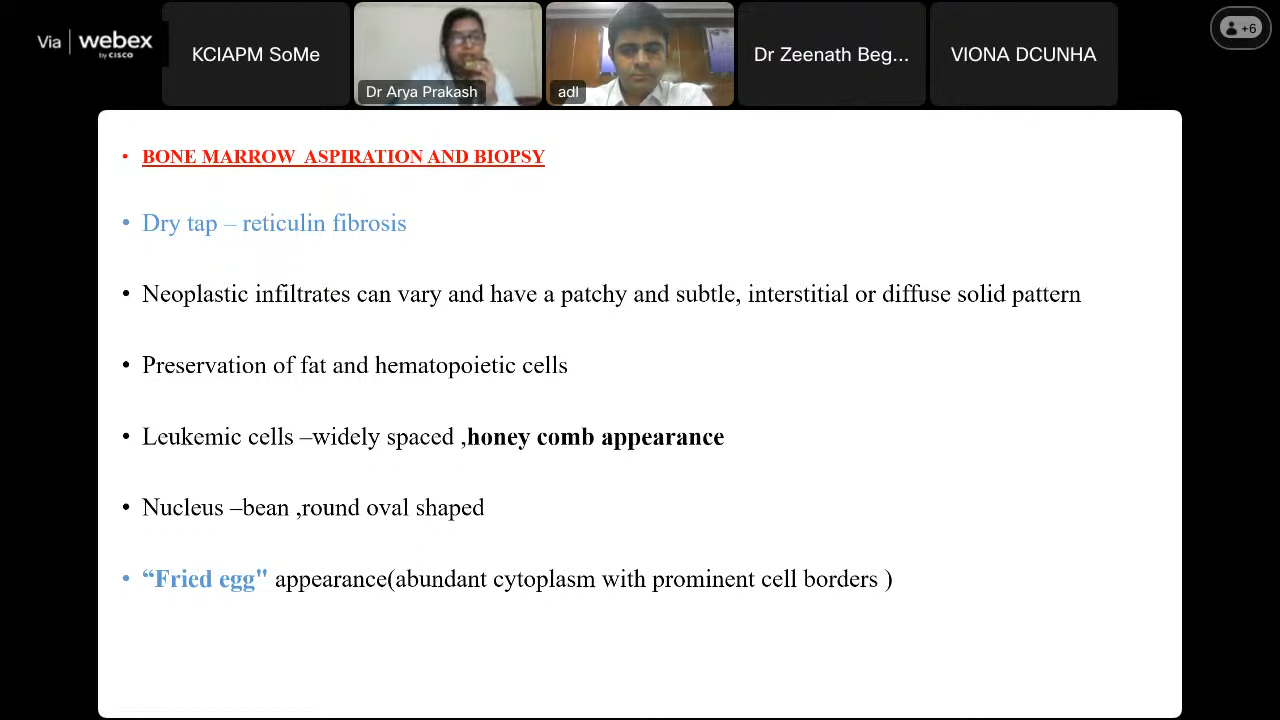 Via webex
by CISCO
KCIAPM SoMe
Dr Arya Prakash
adl
Dr Zeenath Beg...
VIONA DCUNHA
+6
• BONE MARROW ASPIRATION AND BIOPSY
• Dry tap – reticulin fibrosis
• Neoplastic infiltrates can vary and have a patchy and subtle, interstitial or diffuse solid pattern
• Preservation of fat and hematopoietic cells
• Leukemic cells –widely spaced ,honey comb appearance
• Nucleus –bean ,round oval shaped
• “Fried egg" appearance(abundant cytoplasm with prominent cell borders )